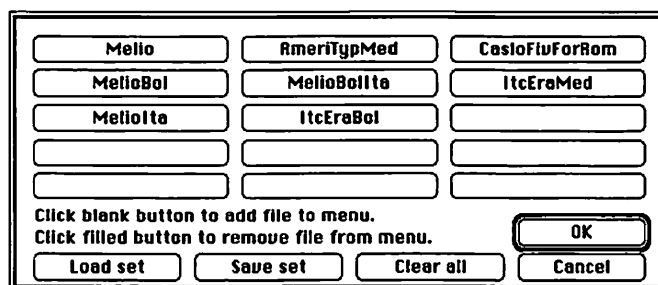 Melio AmeriTypMed CasloFivForRom
MelioBol MelioBolIta ItcEraMed
MelioIta ItcEraBol
Click blank button to add file to menu.
Click filled button to remove file from menu.
OK
Load set Save set Clear all Cancel